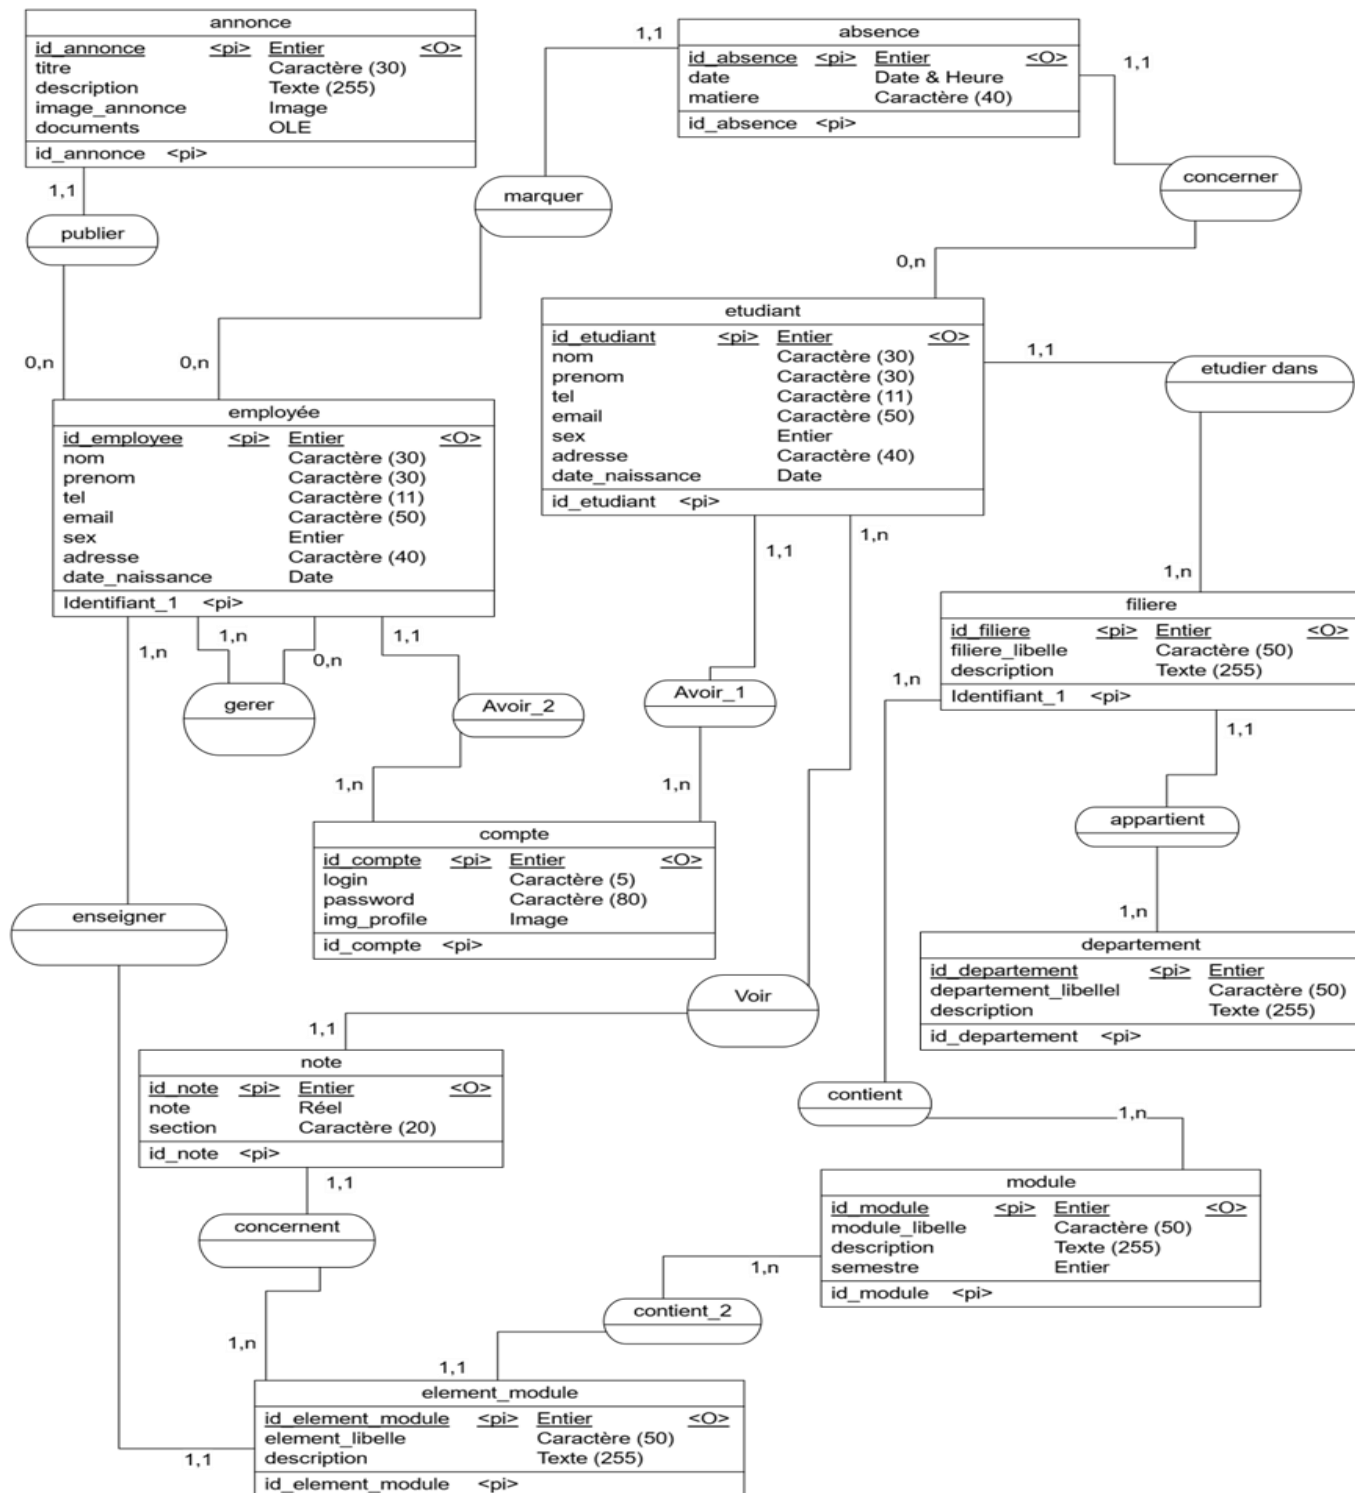 annonce
id_annonce <pi> Entier <O>
titre Caractère (30)
description Texte (255)
image_annonce Image
documents OLE
id_annonce <pi>
1,1
publier
0,n
absence
id_absence <pi> Entier <O>
date Date & Heure
matiere Caractère (40)
id_absence <pi>
1,1
1,1
marquer
0,n
concerner
0,n
etudiant
id_etudiant <pi> Entier <O>
nom Caractère (30)
prenom Caractère (30)
tel Caractère (11)
email Caractère (50)
sex Entier
adresse Caractère (40)
date_naissance Date
id_etudiant <pi>
1,1
etudier dans
1,n
employée
id_employee <pi> Entier <O>
nom Caractère (30)
prenom Caractère (30)
tel Caractère (11)
email Caractère (50)
sex Entier
adresse Caractère (40)
date_naissance Date
Identifiant_1 <pi>
1,n
1,n
0,n
1,1
gerer
Avoir_2
1,n
1,1
Avoir_1
1,n
1,n
filiere
id_filiere <pi> Entier <O>
filiere_libelle Caractère (50)
description Texte (255)
Identifiant_1 <pi>
1,n
1,1
appartient
1,n
compte
id_compte <pi> Entier <O>
login Caractère (5)
password Caractère (80)
img_profile Image
id_compte <pi>
enseigner
departement
id_departement <pi> Entier
departement_libellel Caractère (50)
description Texte (255)
id_departement <pi>
Voir
1,1
note
id_note <pi> Entier <O>
note Réel
section Caractère (20)
id_note <pi>
1,1
concernent
1,n
contient
1,n
module
id_module <pi> Entier <O>
module_libelle Caractère (50)
description Texte (255)
semestre Entier
id_module <pi>
1,n
contient_2
1,1
element_module
id_element_module <pi> Entier <O>
element_libelle Caractère (50)
description Texte (255)
id_element_module <pi>
1,1